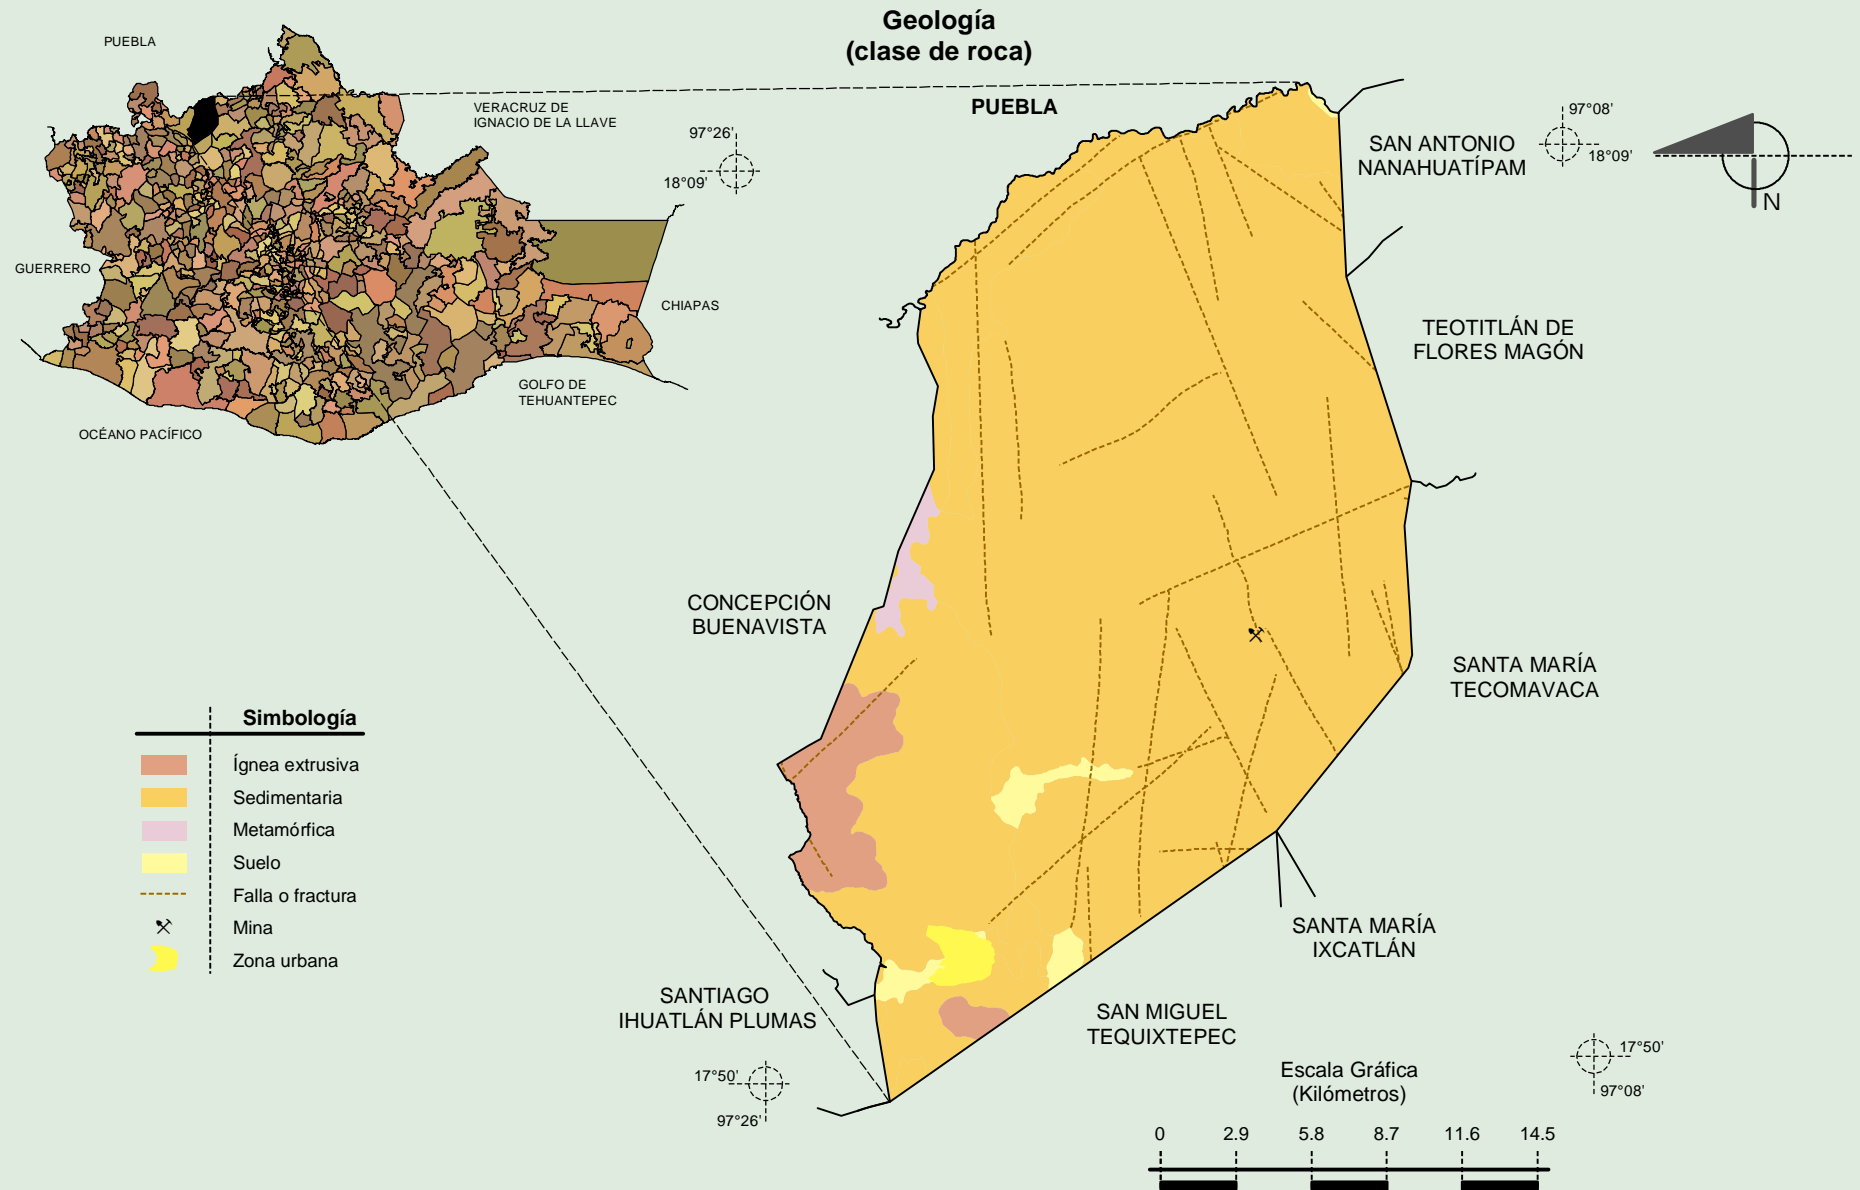 Geología
(clase de roca)
PUEBLA
VERACRUZ DE
IGNACIO DE LA LLAVE
GUERRERO
CHIAPAS
GOLFO DE
TEHUANTEPEC
OCÉANO PACÍFICO
PUEBLA
97°26'
18°09'
97°08'
18°09'
N
SAN ANTONIO
NANAHUATÍPAM
TEOTITLÁN DE
FLORES MAGÓN
CONCEPCIÓN
BUENAVISTA
SANTA MARÍA
TECOMAVACA
SANTA MARÍA
IXCATLÁN
SANTIAGO
IHUATLÁN PLUMAS
SAN MIGUEL
TEQUIXTEPEC
Simbología
Ígnea extrusiva
Sedimentaria
Metamórfica
Suelo
Falla o fractura
Mina
Zona urbana
17°50'
97°26'
17°50'
97°08'
Escala Gráfica
(Kilómetros)
0 2.9 5.8 8.7 11.6 14.5